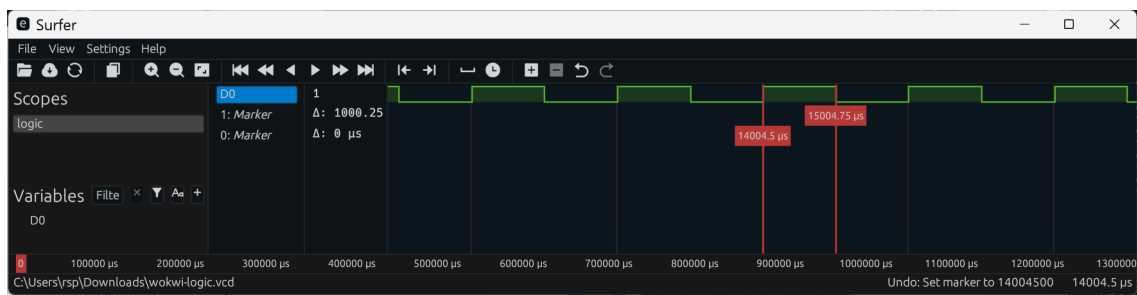 e Surfer
File View Settings Help
Scopes
logic
Variables Filte × Aa +
D0
D0 1
1: Marker Δ: 1000.25
0: Marker Δ: 0 µs
15004.75 µs
14004.5 µs
0 100000 µs 200000 µs 300000 µs 400000 µs 500000 µs 600000 µs 700000 µs 800000 µs 900000 µs 1000000 µs 1100000 µs 1200000 µs 1300000
C:\Users\rsp\Downloads\wokwi-logic.vcd Undo: Set marker to 14004500 14004.5 µs